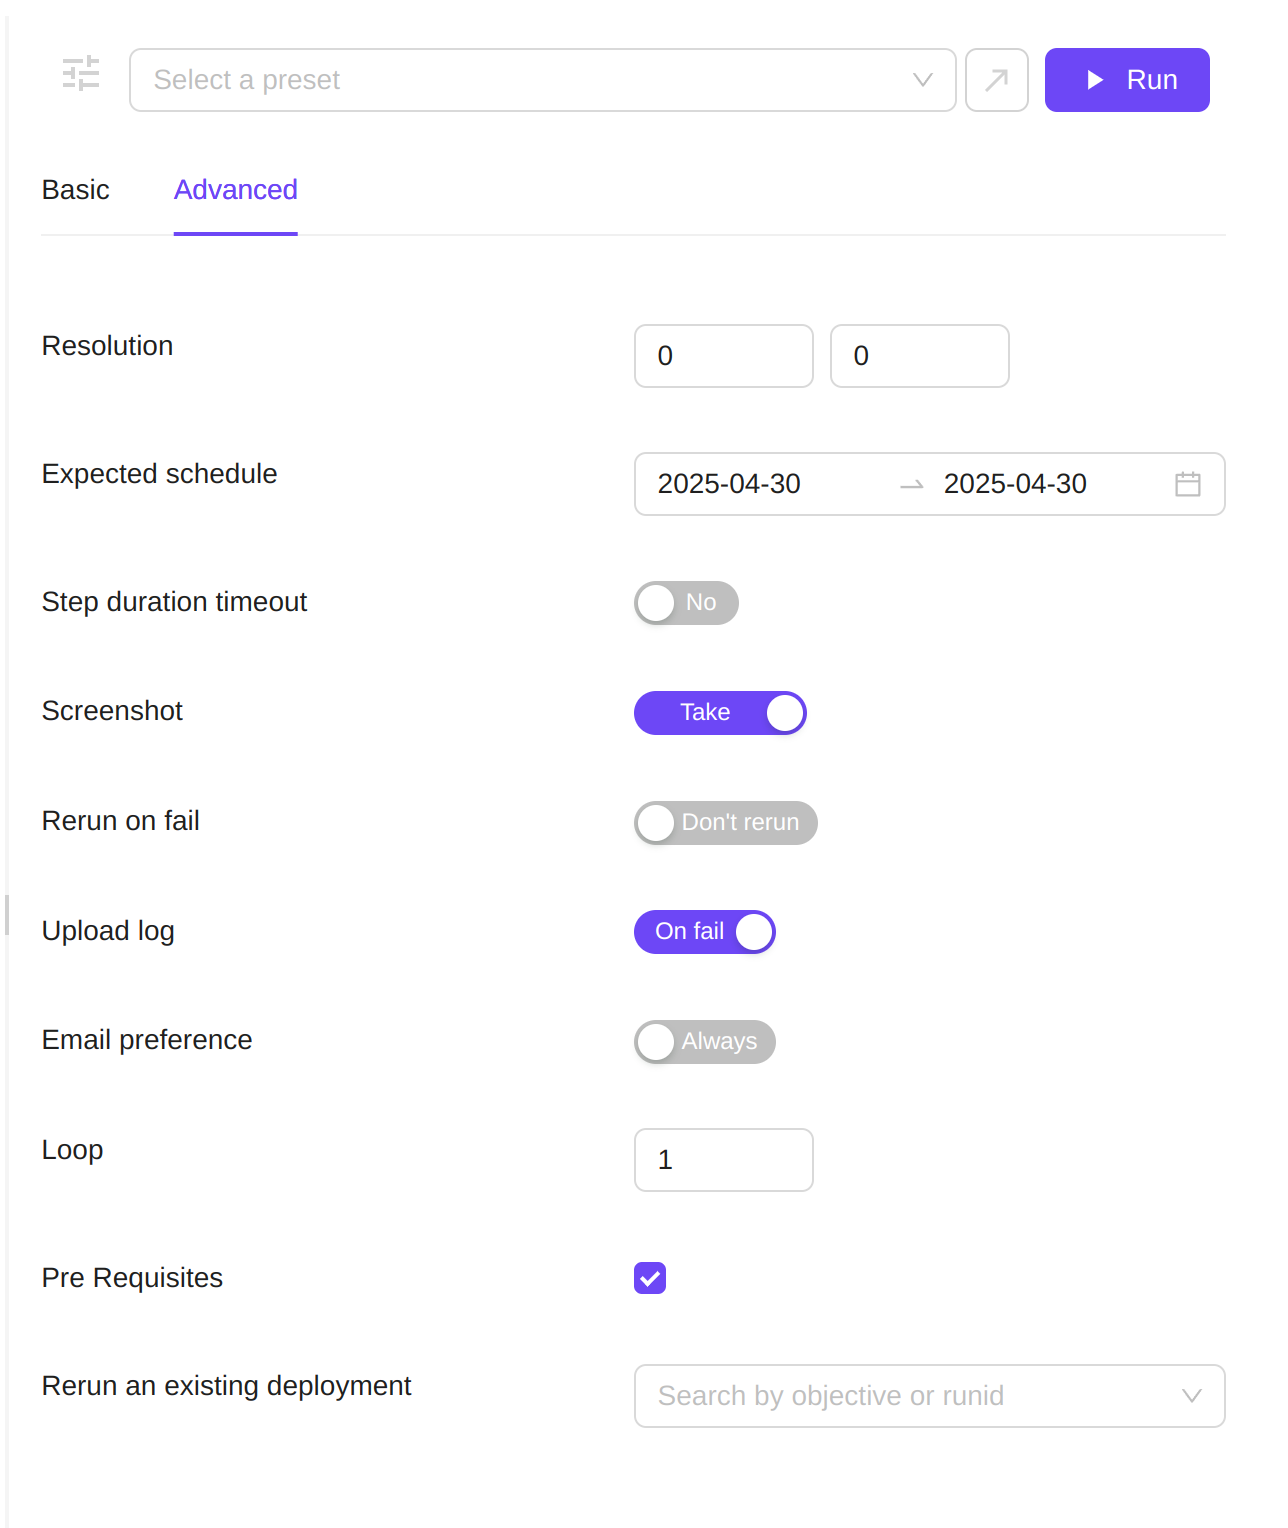 Select a preset
Run
Basic Advanced
Resolution 0 0
Expected schedule 2025-04-30 2025-04-30
Step duration timeout No
Screenshot Take
Rerun on fail Don't rerun
Upload log On fail
Email preference Always
Loop 1
Pre Requisites
Rerun an existing deployment Search by objective or runid